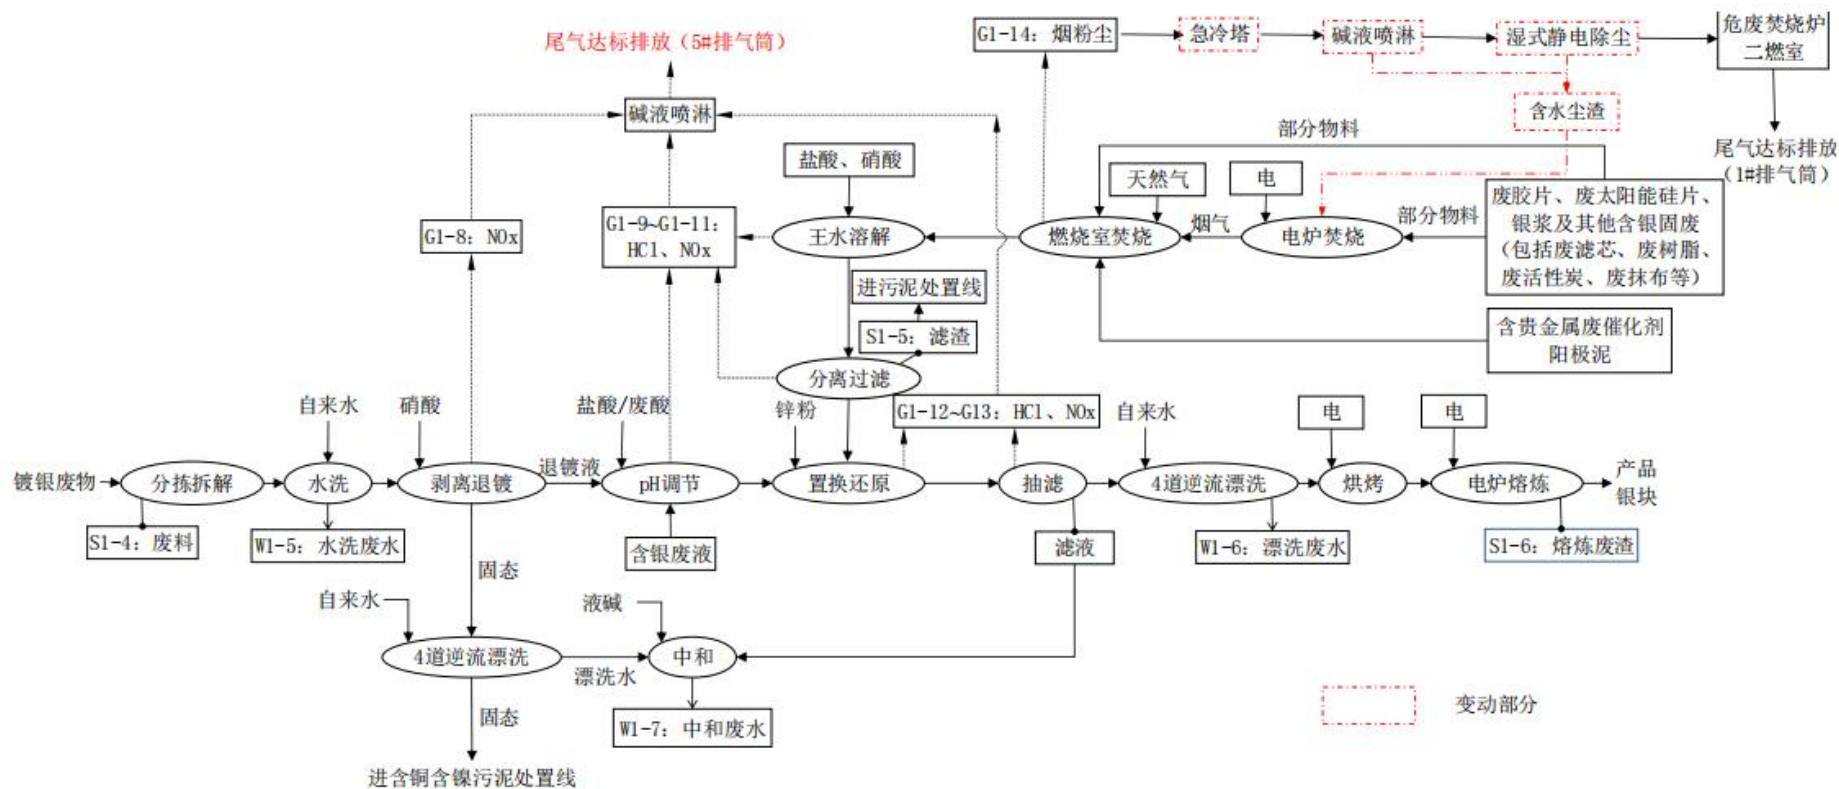 尾气达标排放（5#排气筒）
G1-14：烟粉尘
急冷塔
碱液喷淋
湿式静电除尘
危废焚烧炉
二燃室
碱液喷淋
含水尘渣
部分物料
尾气达标排放
（1#排气筒）
盐酸、硝酸
天然气
电
G1-8：NOx
G1-9~G1-11：
HCl、NOx
王水溶解
燃烧室焚烧
烟气
电炉焚烧
部分物料
废胶片、废太阳能硅片、
银浆及其他含银固废
（包括废滤芯、废树脂、
废活性炭、废抹布等）
进污泥处置线
S1-5：滤渣
含贵金属废催化剂
阳极泥
分离过滤
自来水
硝酸
盐酸/废酸
锌粉
G1-12~G13：HCl、NOx
自来水
电
电
镀银废物
分拣拆解
水洗
剥离退镀
退镀液
pH调节
置换还原
抽滤
4道逆流漂洗
烘烤
电炉熔炼
产品
银块
S1-4：废料
W1-5：水洗废水
含银废液
滤液
W1-6：漂洗废水
S1-6：熔炼废渣
固态
自来水
液碱
4道逆流漂洗
漂洗水
中和
固态
W1-7：中和废水
变动部分
进含铜含镍污泥处置线